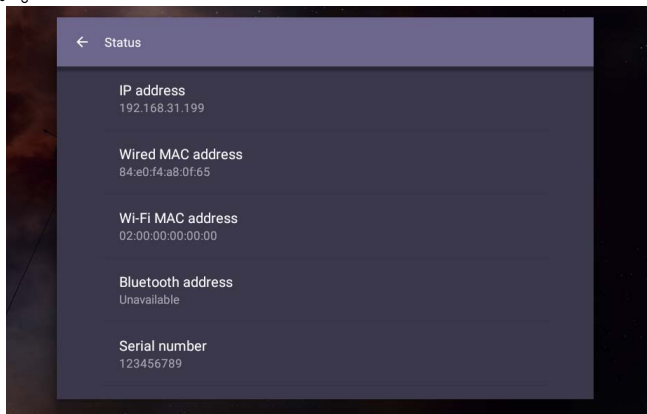 Status
IP address
192.168.31.199
Wired MAC address
84:e0:f4:a8:0f:65
Wi-Fi MAC address
02:00:00:00:00:00
Bluetooth address
Unavailable
Serial number
123456789